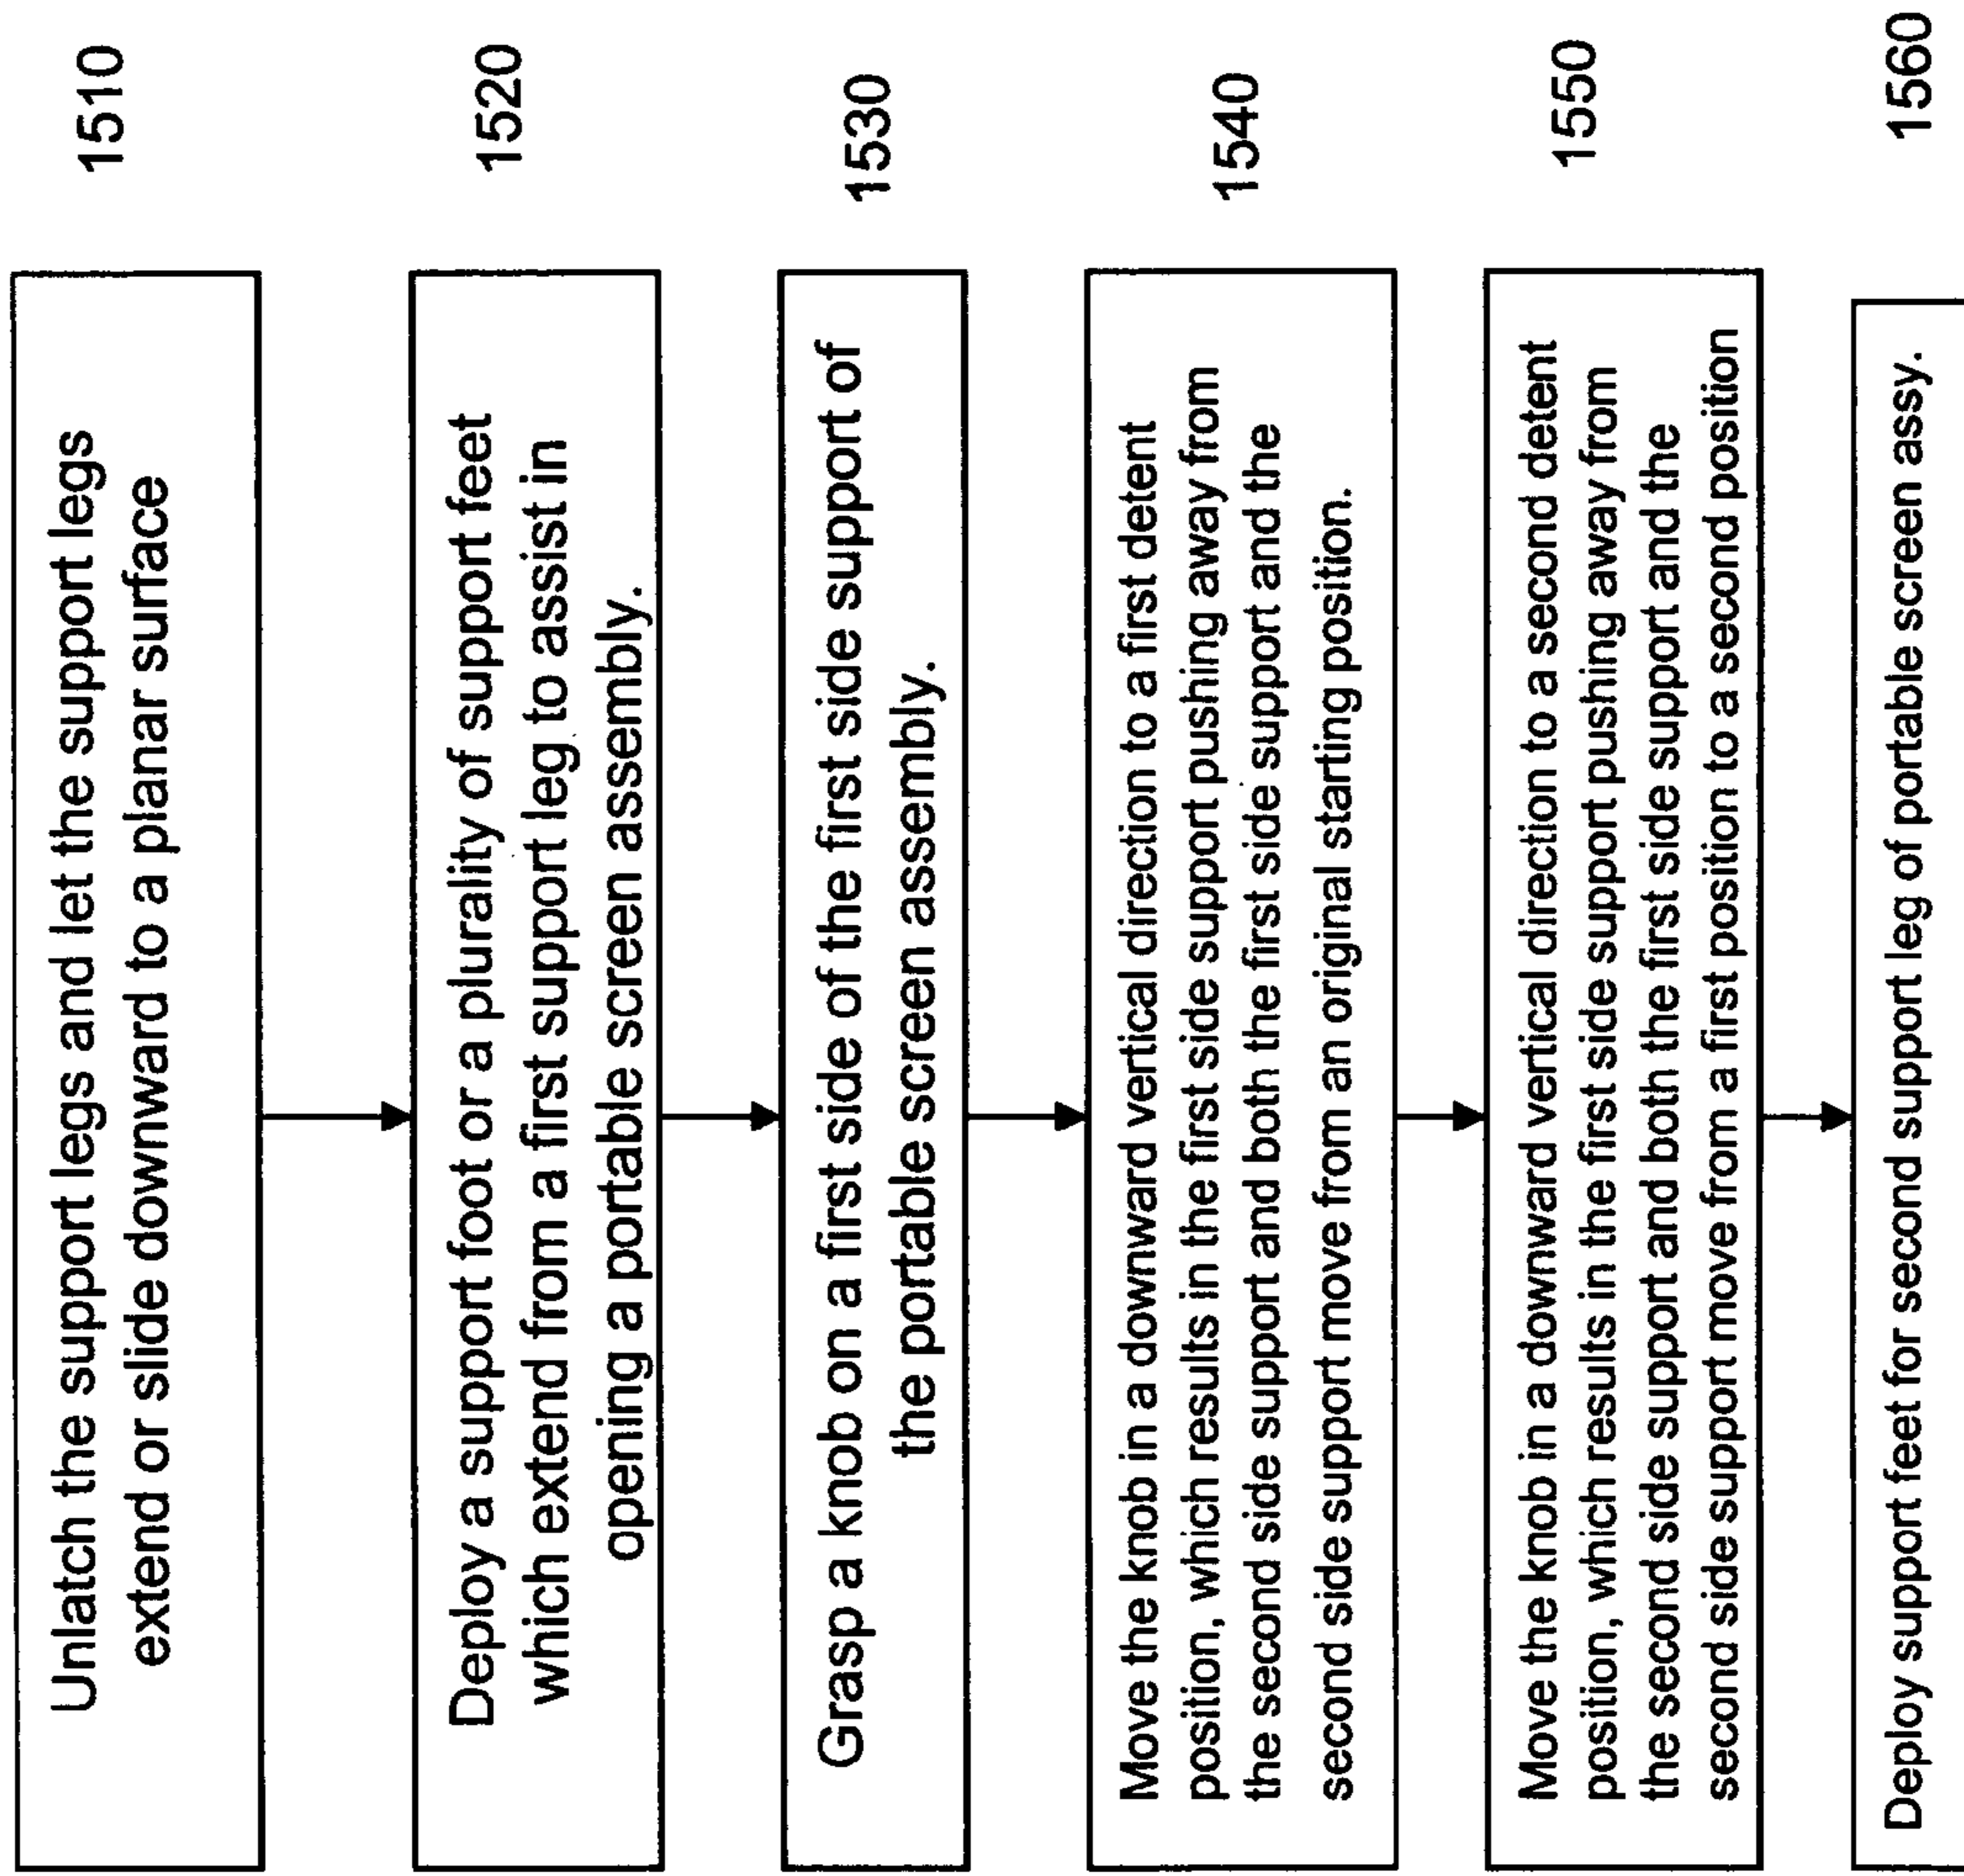 Unlatch the support legs and let the support legs
extend or slide downward to a planar surface
1510
Deploy a support foot or a plurality of support feet
which extend from a first support leg to assist in
opening a portable screen assembly.
1520
Grasp a knob on a first side of the first side support of
the portable screen assembly.
1530
Move the knob in a downward vertical direction to a first detent
position, which results in the first side support pushing away from
the second side support and both the first side support and the
second side support move from an original starting position.
1540
Move the knob in a downward vertical direction to a second detent
position, which results in the first side support pushing away from
the second side support and both the first side support and the
second side support move from a first position to a second position
1550
Deploy support feet for second support leg of portable screen assy.
1560